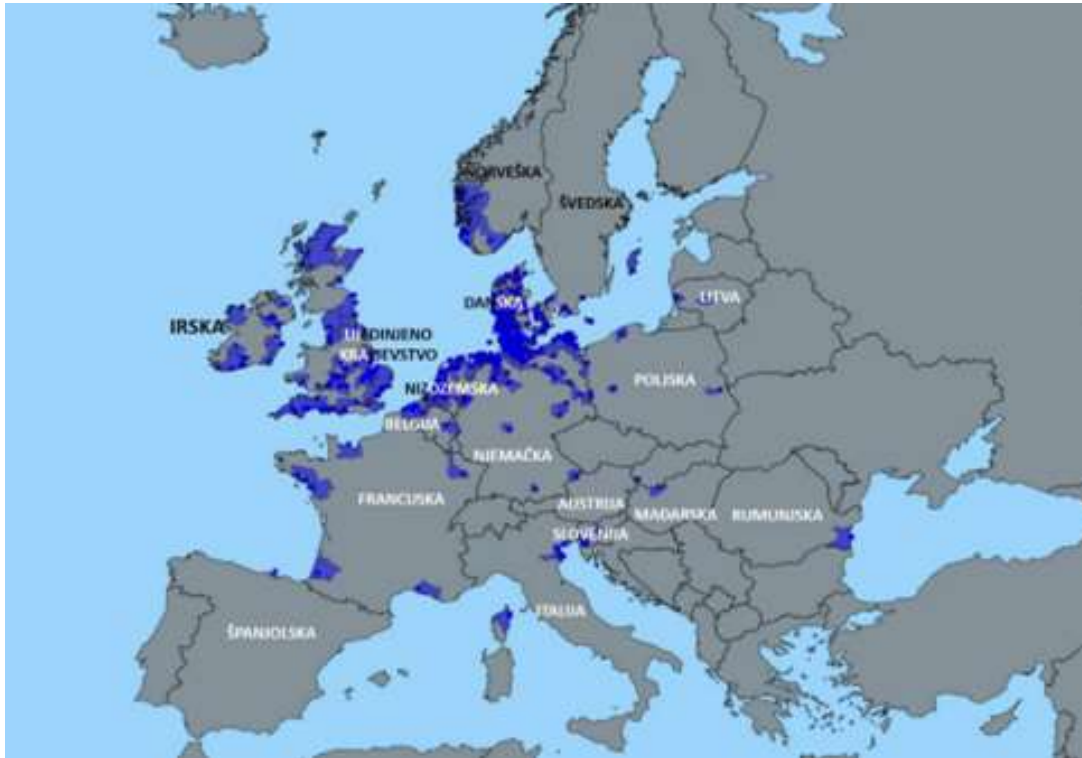 NORVEŠKA
ŠVEDSKA
DANSKA
LITVA
IRSKA
UJEDINJENO
KRALJEVSTVO
NIZOZEMSKA
POLJSKA
BELGIJA
NJEMAČKA
FRANCUSKA
AUSTRIJA
MAĐARSKA
RUMUNJSKA
SLOVENIJA
ITALIJA
ŠPANJOLSKA